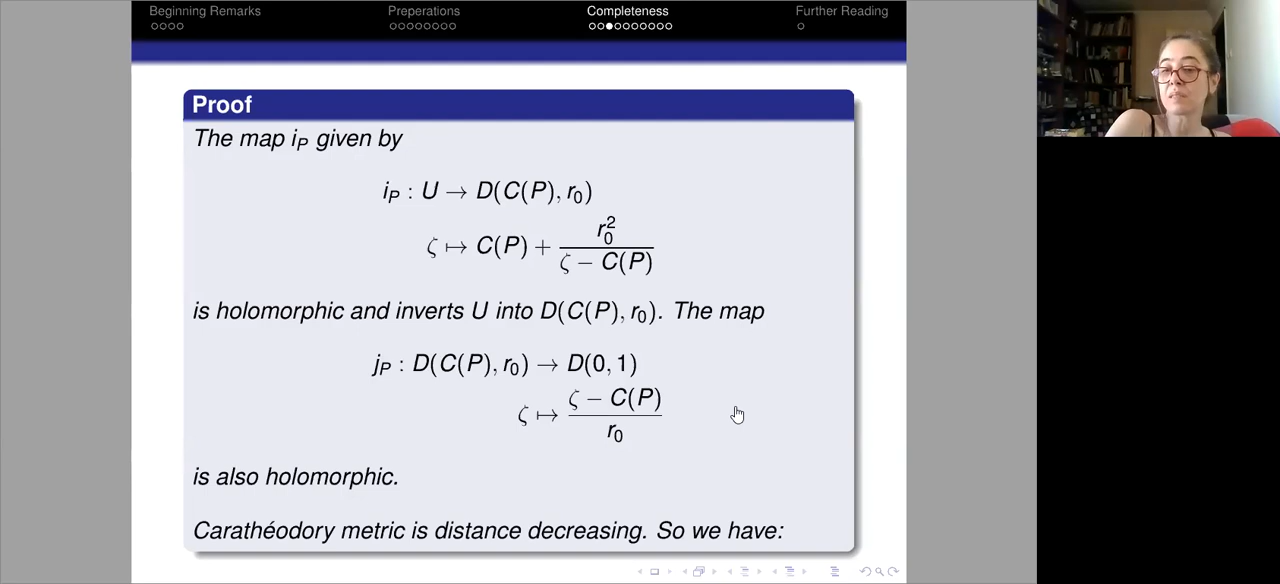 Beginning Remarks Preperations Completeness Further Reading
Proof
The map i_P given by
i_P : U → D(C(P), r_0)
ζ ↦ C(P) + r_0^2 / (ζ − C(P))
is holomorphic and inverts U into D(C(P), r_0). The map
j_P : D(C(P), r_0) → D(0, 1)
ζ ↦ (ζ − C(P)) / r_0
is also holomorphic.
Carathéodory metric is distance decreasing. So we have: